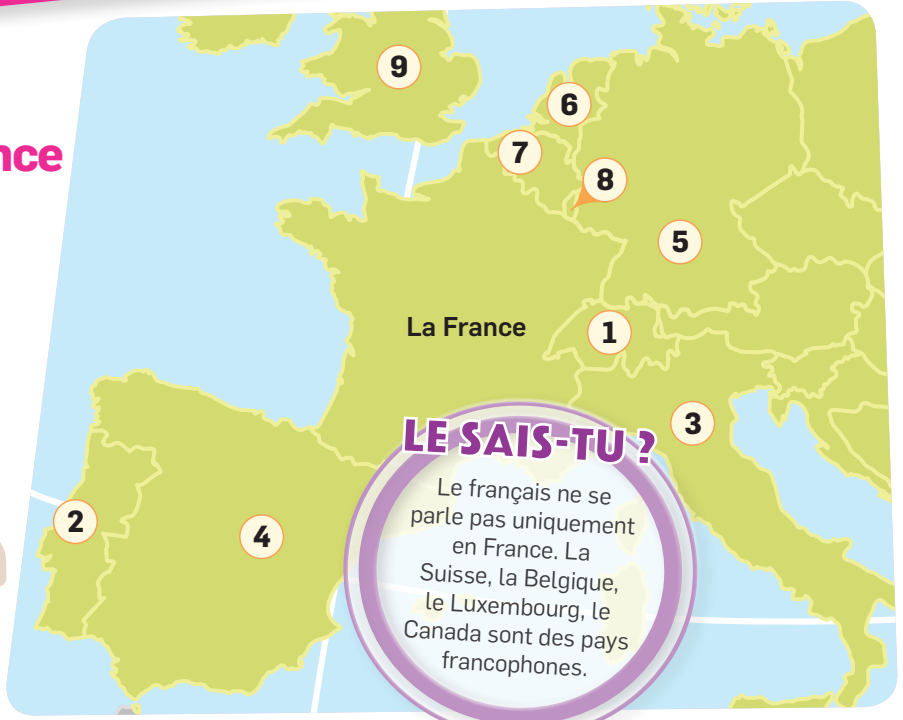 9
6
nce
7
8
5
La France
1
3
LE SAIS-TU ?
Le français ne se
parle pas uniquement
en France. La
Suisse, la Belgique,
le Luxembourg, le
Canada sont des pays
francophones.
2
4